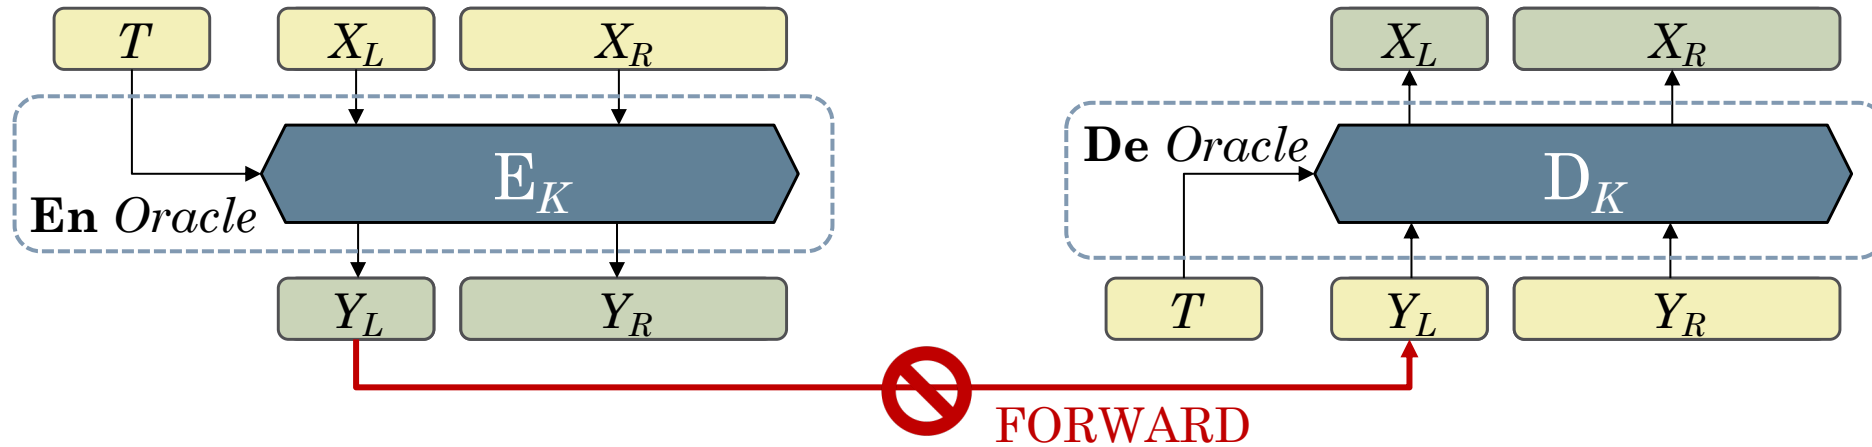 T X_L X_R
E_K
En Oracle
Y_L Y_R
X_L X_R
De Oracle
D_K
T Y_L Y_R
FORWARD